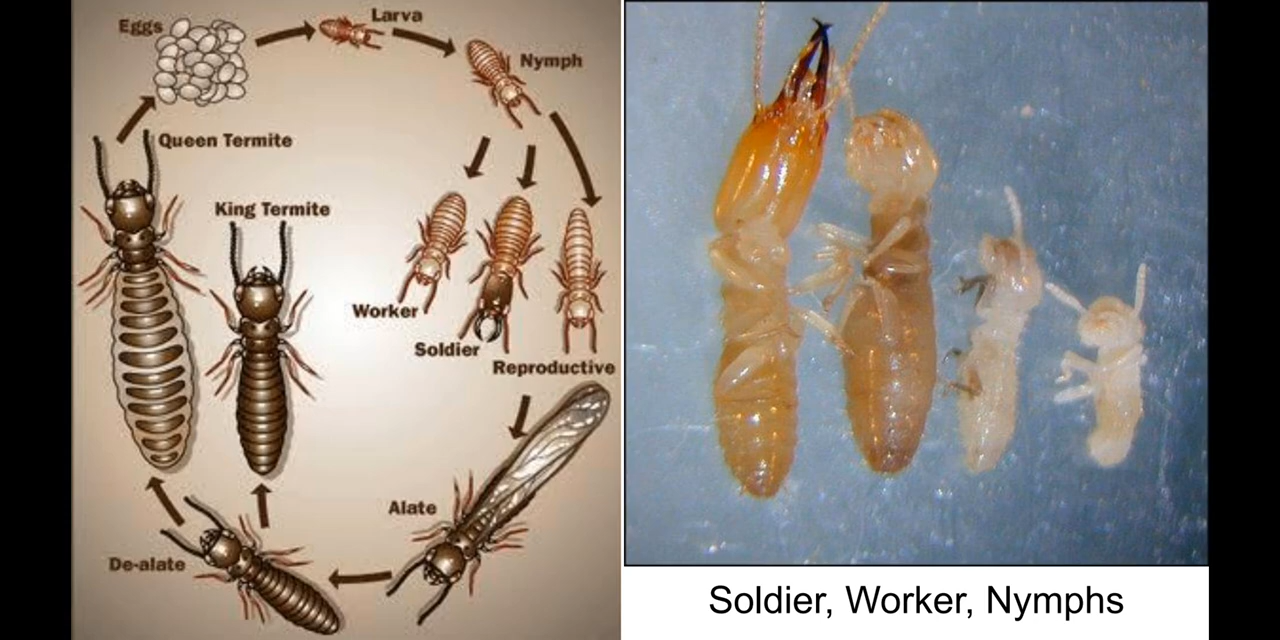 Eggs
Larva
Nymph
Queen Termite
King Termite
Worker
Soldier
Reproductive
Alate
De-alate
Soldier, Worker, Nymphs